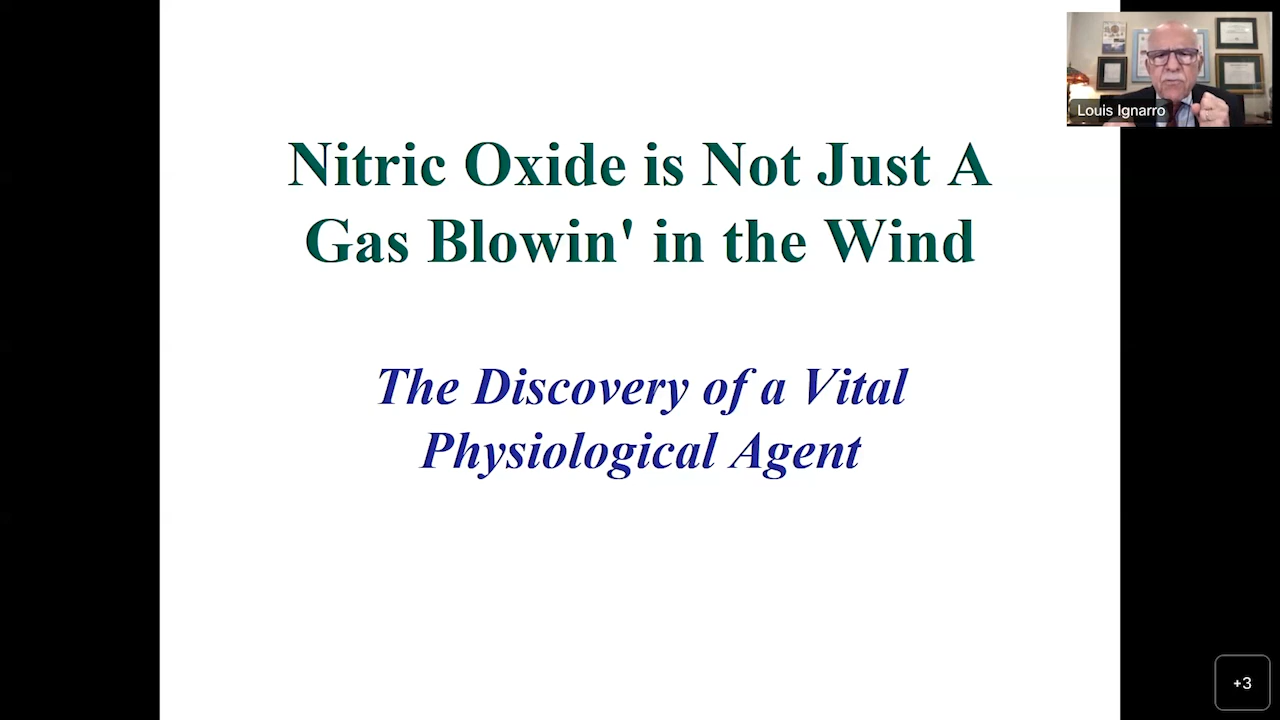 Louis Ignarro
Nitric Oxide is Not Just A
Gas Blowin' in the Wind
The Discovery of a Vital
Physiological Agent
+3